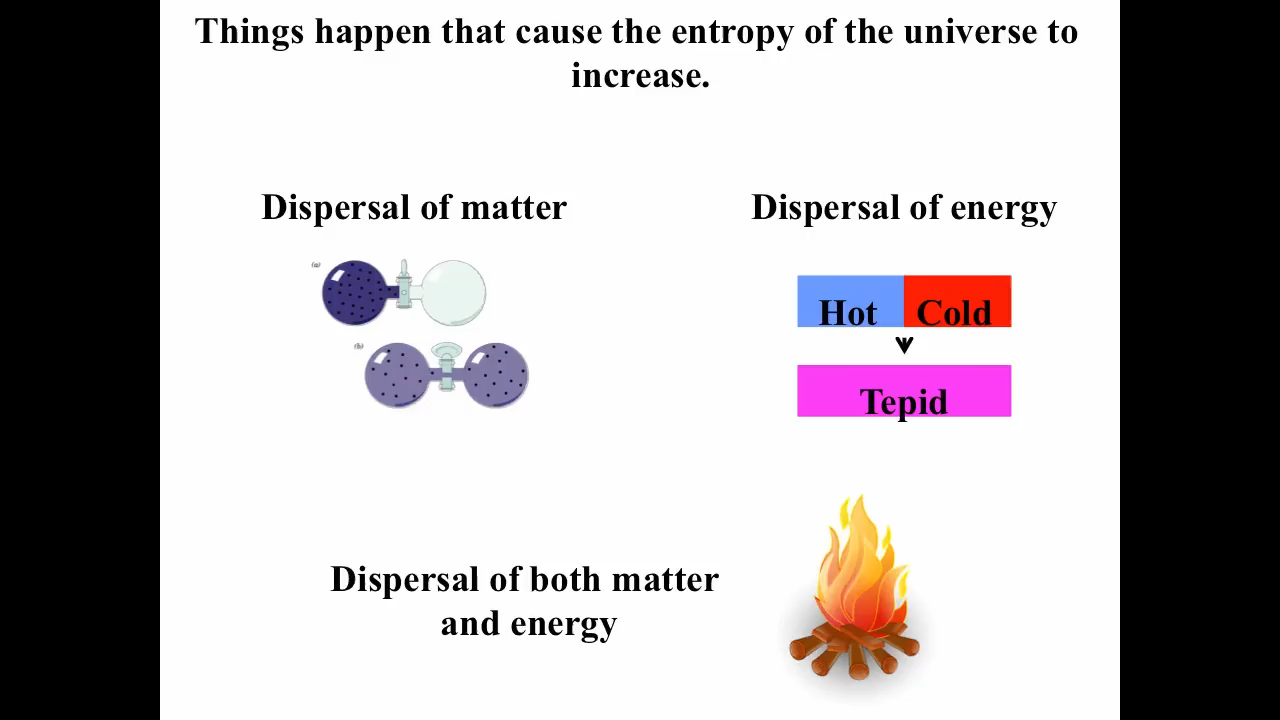 Things happen that cause the entropy of the universe to
increase.
Dispersal of matter
(a)
(b)
Dispersal of energy
Hot Cold
Tepid
Dispersal of both matter
and energy